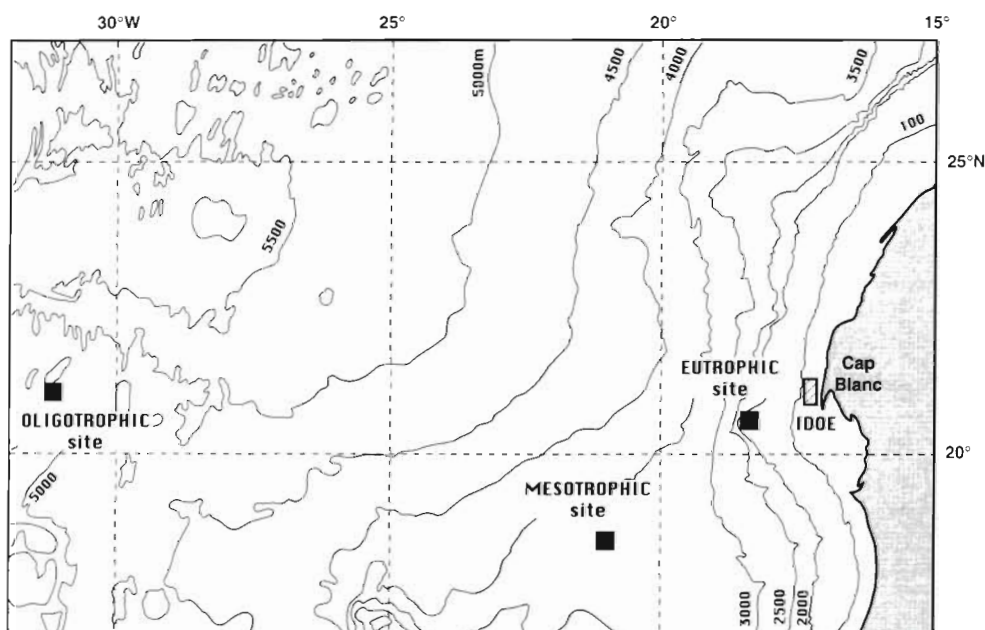 30°W 25° 20° 15°
5000m
4500
4000
3500
100
25°N
5500
EUTROPHIC
site
Cap
Blanc
OLIGOTROPHIC
site
IDOE
20°
5000
MESOTROPHIC
site
3000
2500
2000